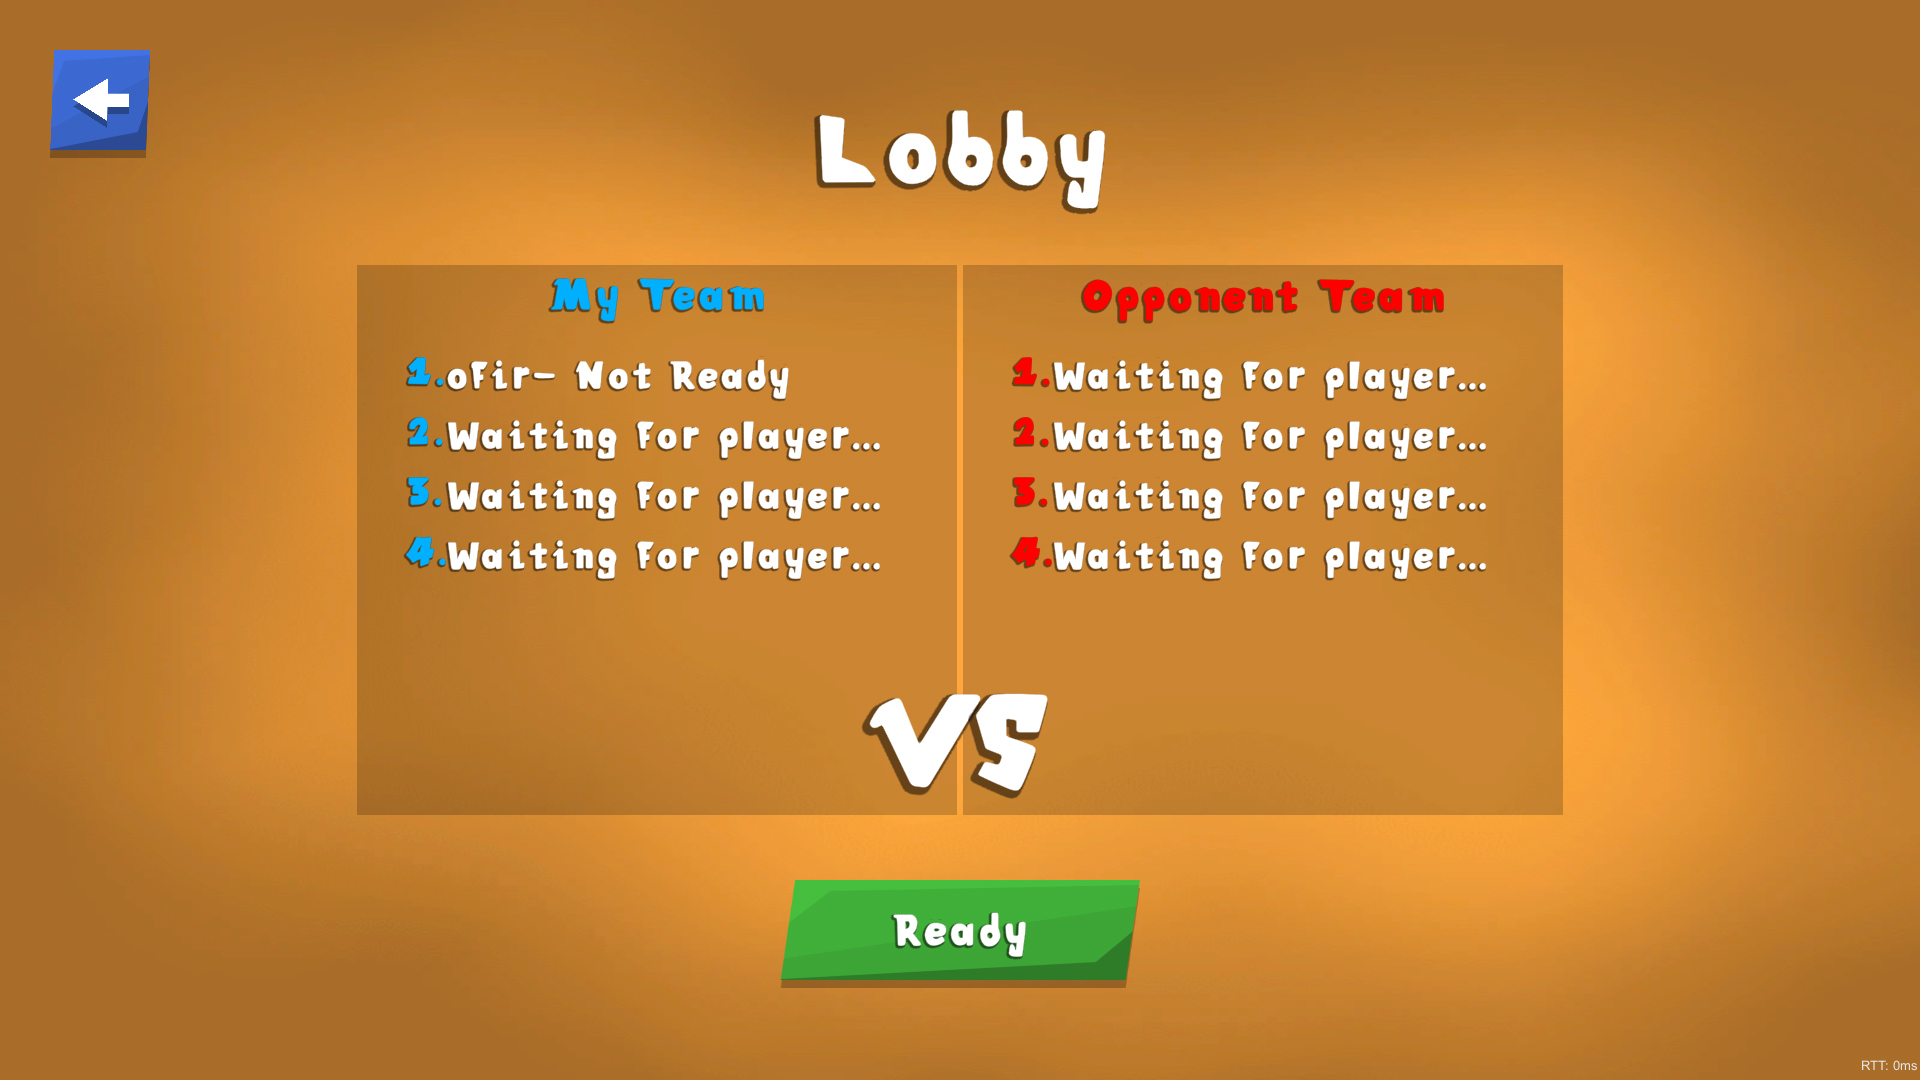 Lobby
My Team
1.oFir- Not Ready
2.Waiting For player...
3.Waiting For player...
4.Waiting For player...
Opponent Team
1.Waiting For player...
2.Waiting For player...
3.Waiting For player...
4.Waiting For player...
VS
Ready
RTT: 0ms